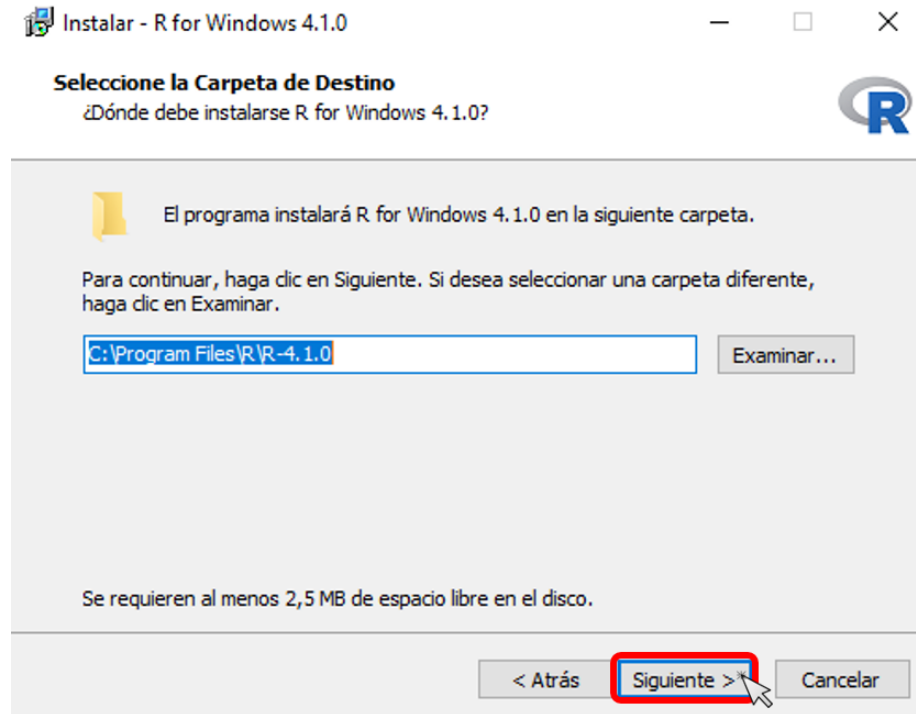 Instalar - R for Windows 4.1.0
Seleccione la Carpeta de Destino
¿Dónde debe instalarse R for Windows 4.1.0?
R
El programa instalará R for Windows 4.1.0 en la siguiente carpeta.
Para continuar, haga clic en Siguiente. Si desea seleccionar una carpeta diferente,
haga clic en Examinar.
C:\Program Files\R\R-4.1.0
Examinar...
Se requieren al menos 2,5 MB de espacio libre en el disco.
< Atrás
Siguiente >
Cancelar